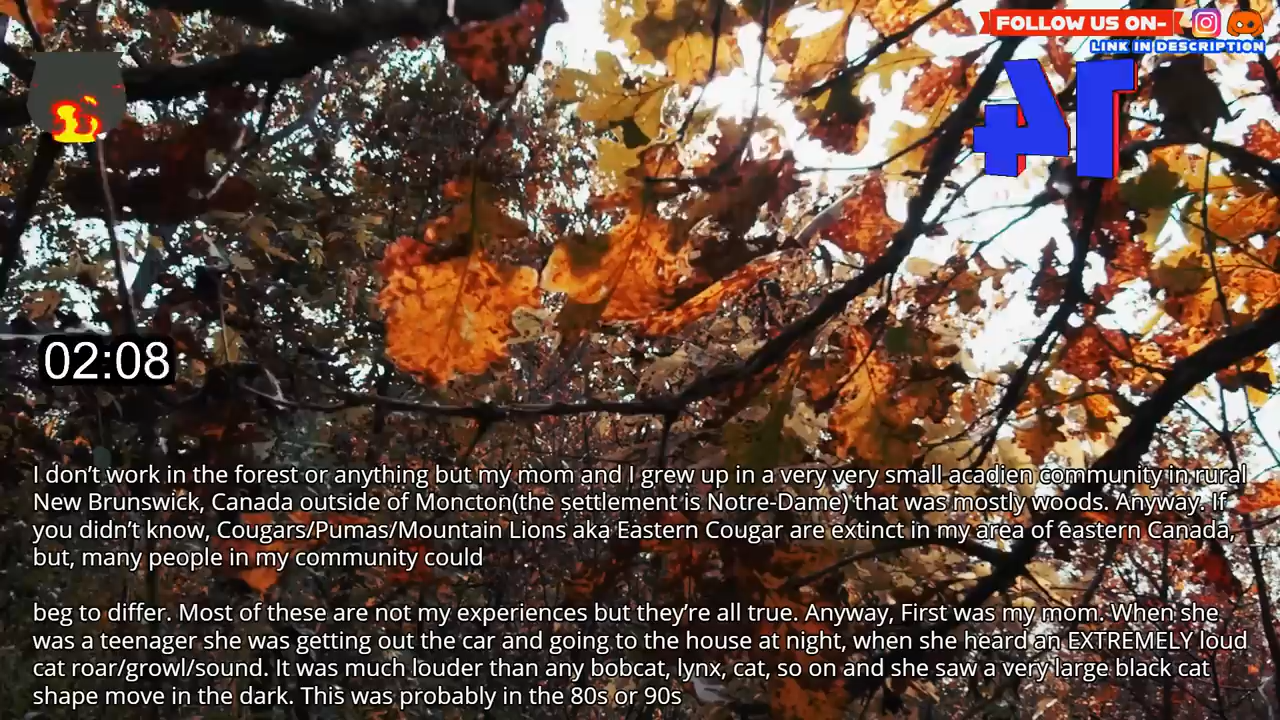 FOLLOW US ON-
LINK IN DESCRIPTION
02:08
I don’t work in the forest or anything but my mom and I grew up in a very very small acadien community in rural
New Brunswick, Canada outside of Moncton(the settlement is Notre-Dame) that was mostly woods. Anyway. If
you didn’t know, Cougars/Pumas/Mountain Lions aka Eastern Cougar are extinct in my area of eastern Canada,
but, many people in my community could
beg to differ. Most of these are not my experiences but they’re all true. Anyway, First was my mom. When she
was a teenager she was getting out the car and going to the house at night, when she heard an EXTREMELY loud
cat roar/growl/sound. It was much louder than any bobcat, lynx, cat, so on and she saw a very large black cat
shape move in the dark. This was probably in the 80s or 90s